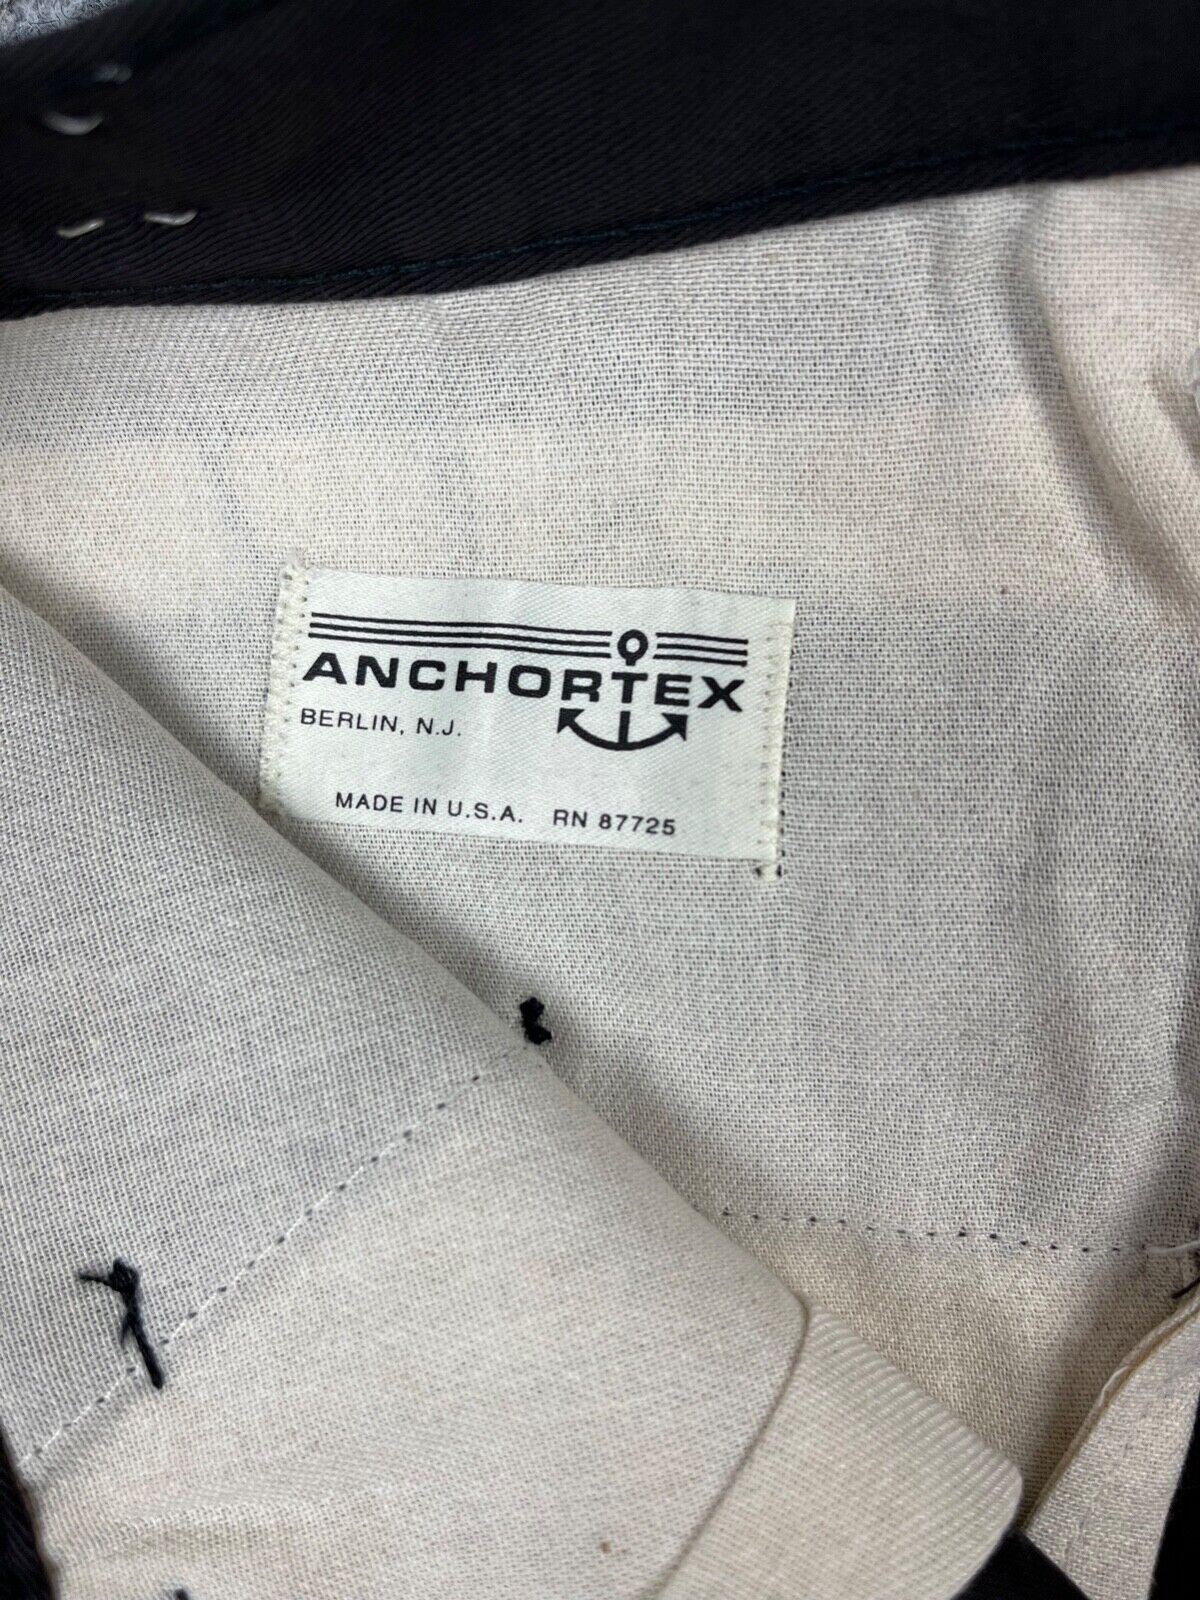 ANCHORTEX
BERLIN, N.J.
MADE IN U.S.A. RN 87725